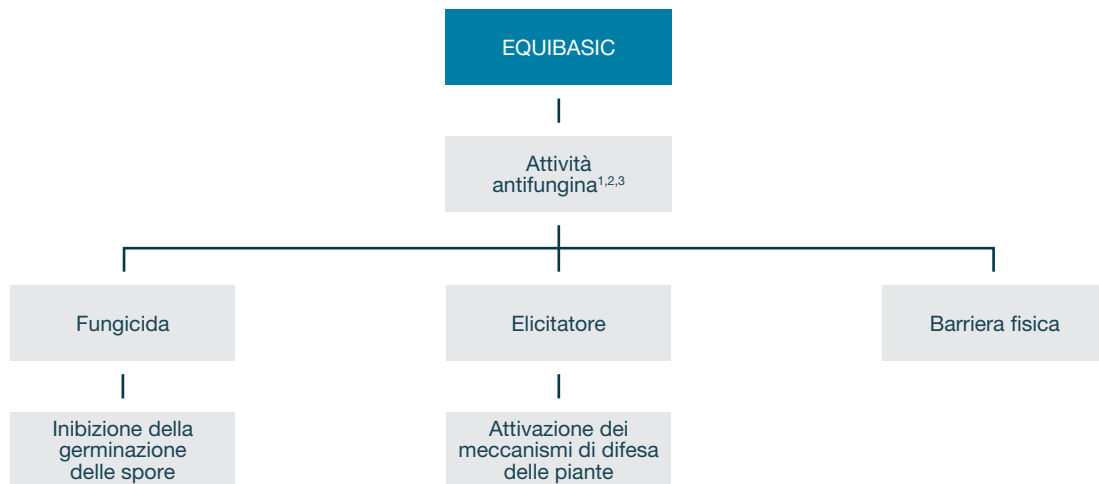 EQUIBASIC
Attività
antifungina1,2,3
Fungicida
Elicitatore
Barriera fisica
Inibizione della
germinazione
delle spore
Attivazione dei
meccanismi di difesa
delle piante